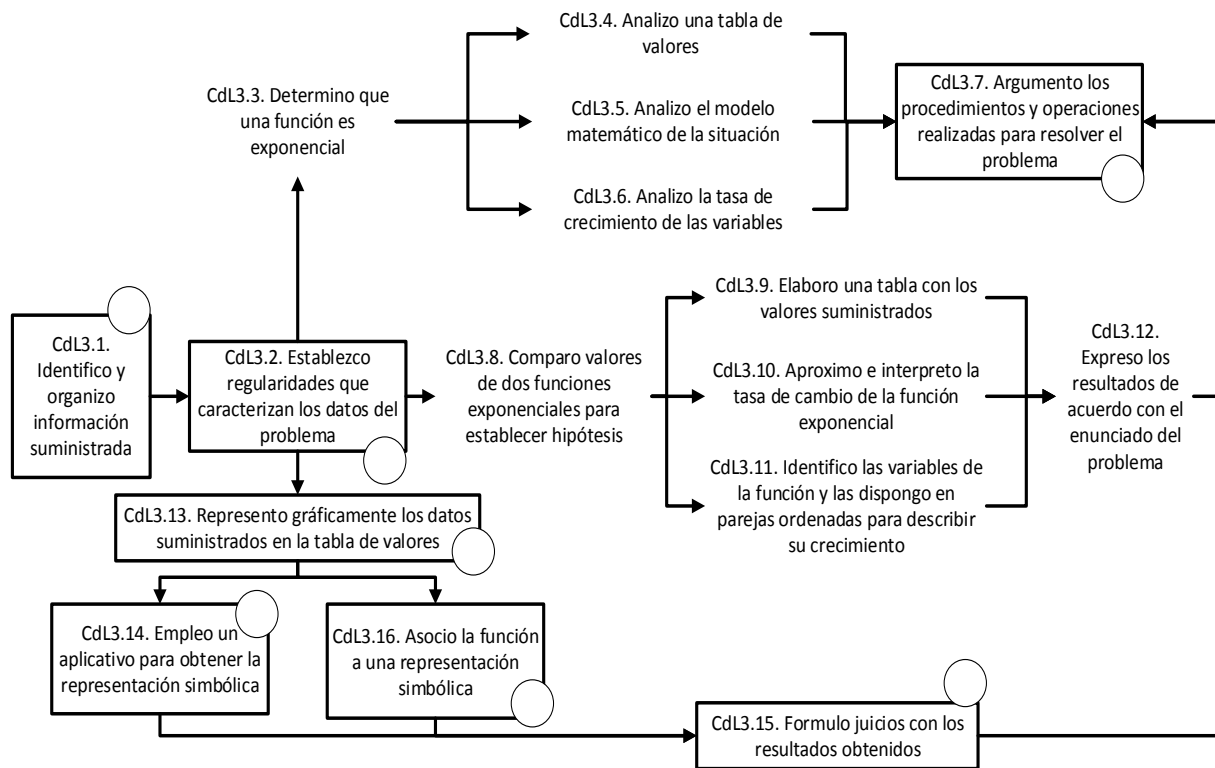 CdL3.4. Analizo una tabla de
valores
CdL3.3. Determino que
una función es
exponencial
CdL3.5. Analizo el modelo
matemático de la situación
CdL3.6. Analizo la tasa de
crecimiento de las variables
CdL3.7. Argumento los
procedimientos y operaciones
realizadas para resolver el
problema
CdL3.1.
Identifico y
organizo
información
suministrada
CdL3.2. Establezco
regularidades que
caracterizan los datos del
problema
CdL3.8. Comparo valores
de dos funciones
exponenciales para
establecer hipótesis
CdL3.9. Elaboro una tabla con los
valores suministrados
CdL3.10. Aproximo e interpreto la
tasa de cambio de la función
exponencial
CdL3.11. Identifico las variables de
la función y las dispongo en
parejas ordenadas para describir
su crecimiento
CdL3.12.
Expreso los
resultados de
acuerdo con el
enunciado del
problema
CdL3.13. Represento gráficamente los datos
suministrados en la tabla de valores
CdL3.14. Empleo un
aplicativo para obtener la
representación simbólica
CdL3.16. Asocio la función
a una representación
simbólica
CdL3.15. Formulo juicios con los
resultados obtenidos